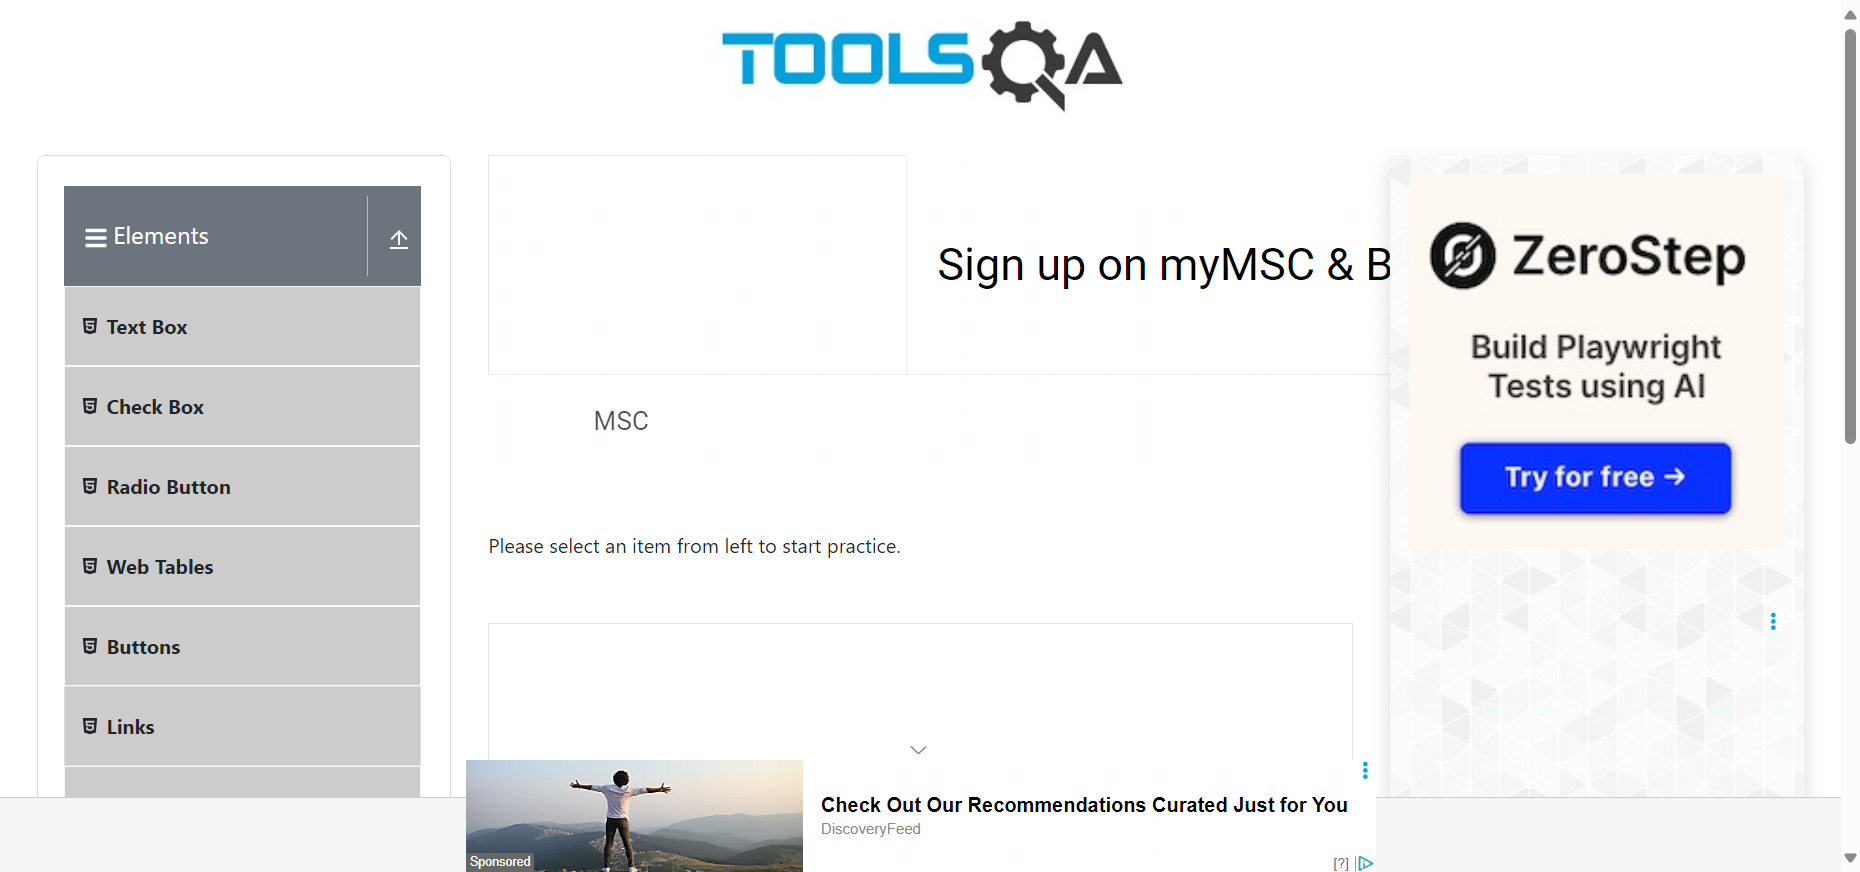 TOOLSQA
Elements
Text Box
Check Box
Radio Button
Web Tables
Buttons
Links
Sign up on myMSC & B
MSC
Please select an item from left to start practice.
ZeroStep
Build Playwright
Tests using AI
Try for free →
Check Out Our Recommendations Curated Just for You
DiscoveryFeed
Sponsored
[?]